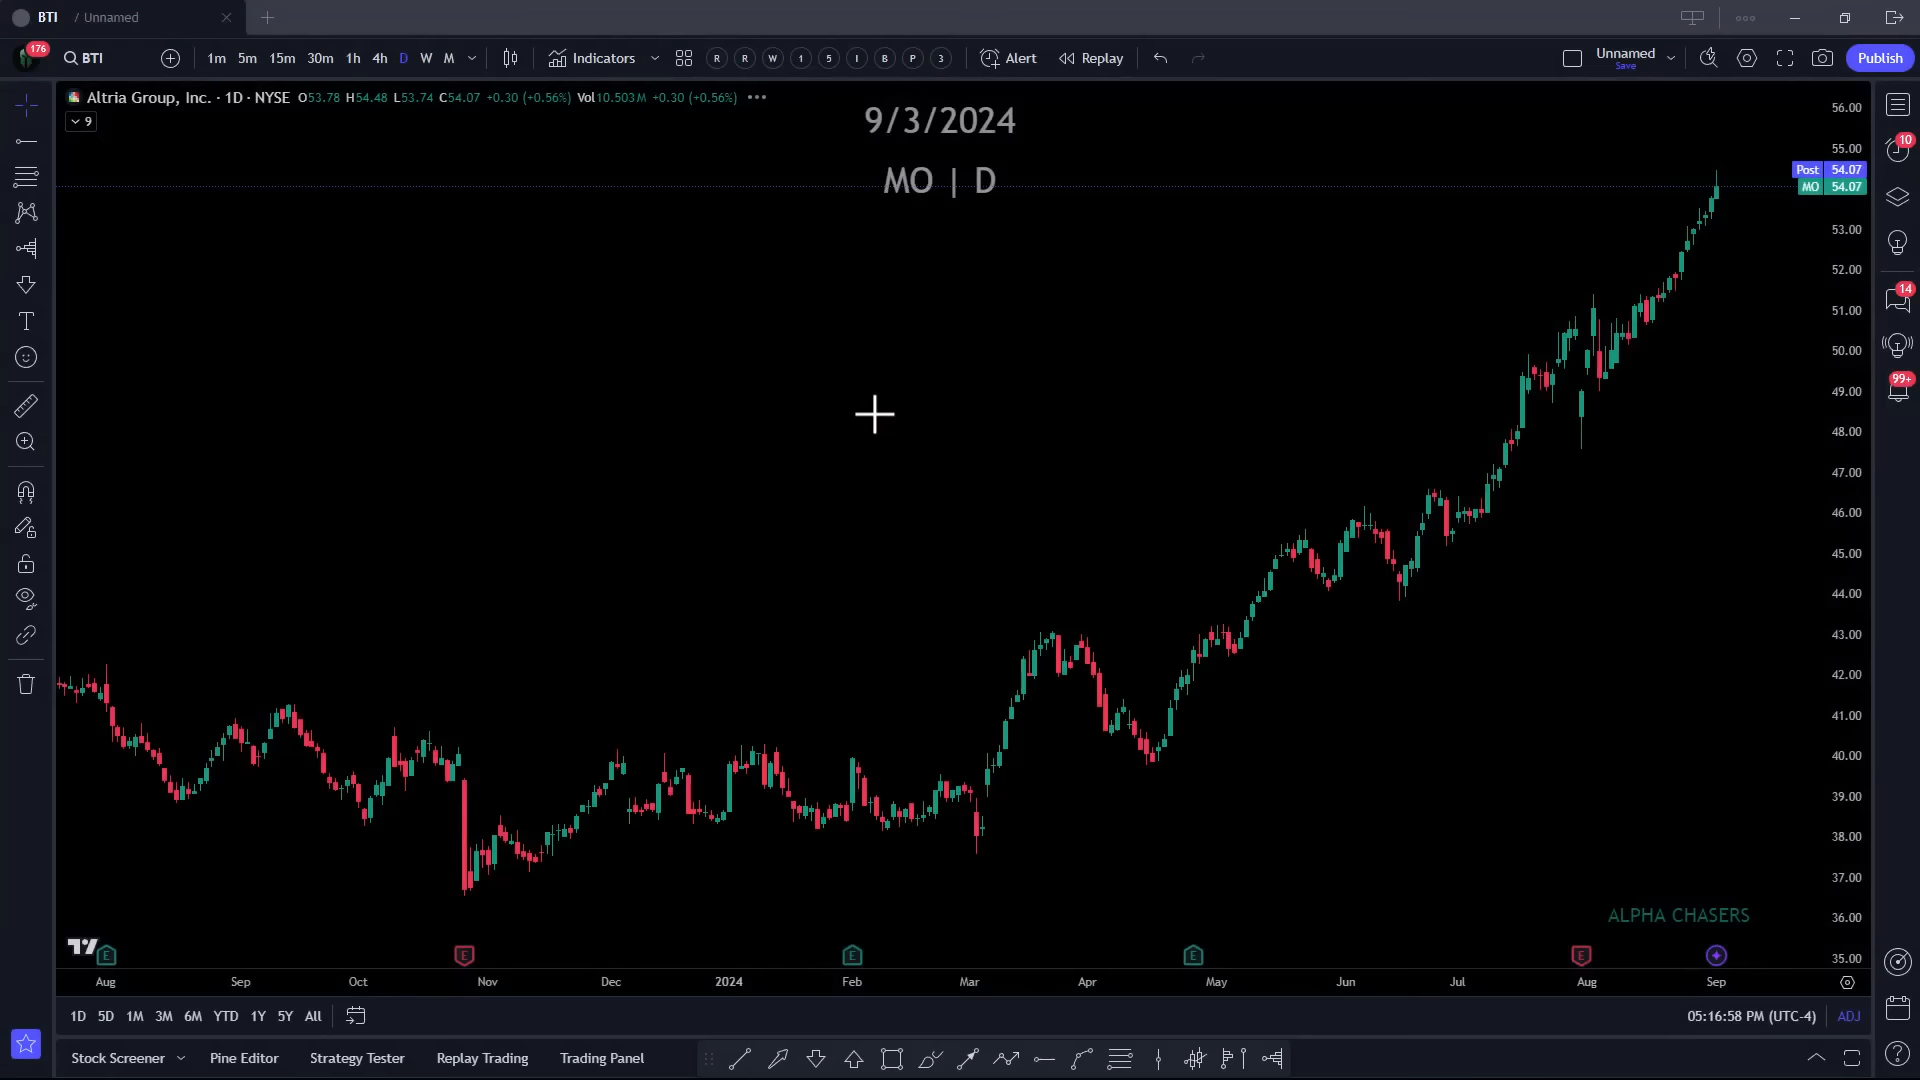 BTI / Unnamed
176
BTI
1m 5m 15m 30m 1h 4h D W M
Indicators
R R W 1 5 I B P 3
Alert
Replay
Unnamed
Save
Publish
Altria Group, Inc. · 1D · NYSE O53.78 H54.48 L53.74 C54.07 +0.30 (+0.56%) Vol10.503M +0.30 (+0.56%)
9
9/3/2024
MO | D
56.00
55.00
Post 54.07
MO 54.07
53.00
52.00
51.00
50.00
49.00
48.00
47.00
46.00
45.00
44.00
43.00
42.00
41.00
40.00
39.00
38.00
37.00
36.00
35.00
10
14
99+
ALPHA CHASERS
E E E E E
Aug Sep Oct Nov Dec 2024 Feb Mar Apr May Jun Jul Aug Sep
1D 5D 1M 3M 6M YTD 1Y 5Y All
05:16:58 PM (UTC-4)
ADJ
Stock Screener Pine Editor Strategy Tester Replay Trading Trading Panel